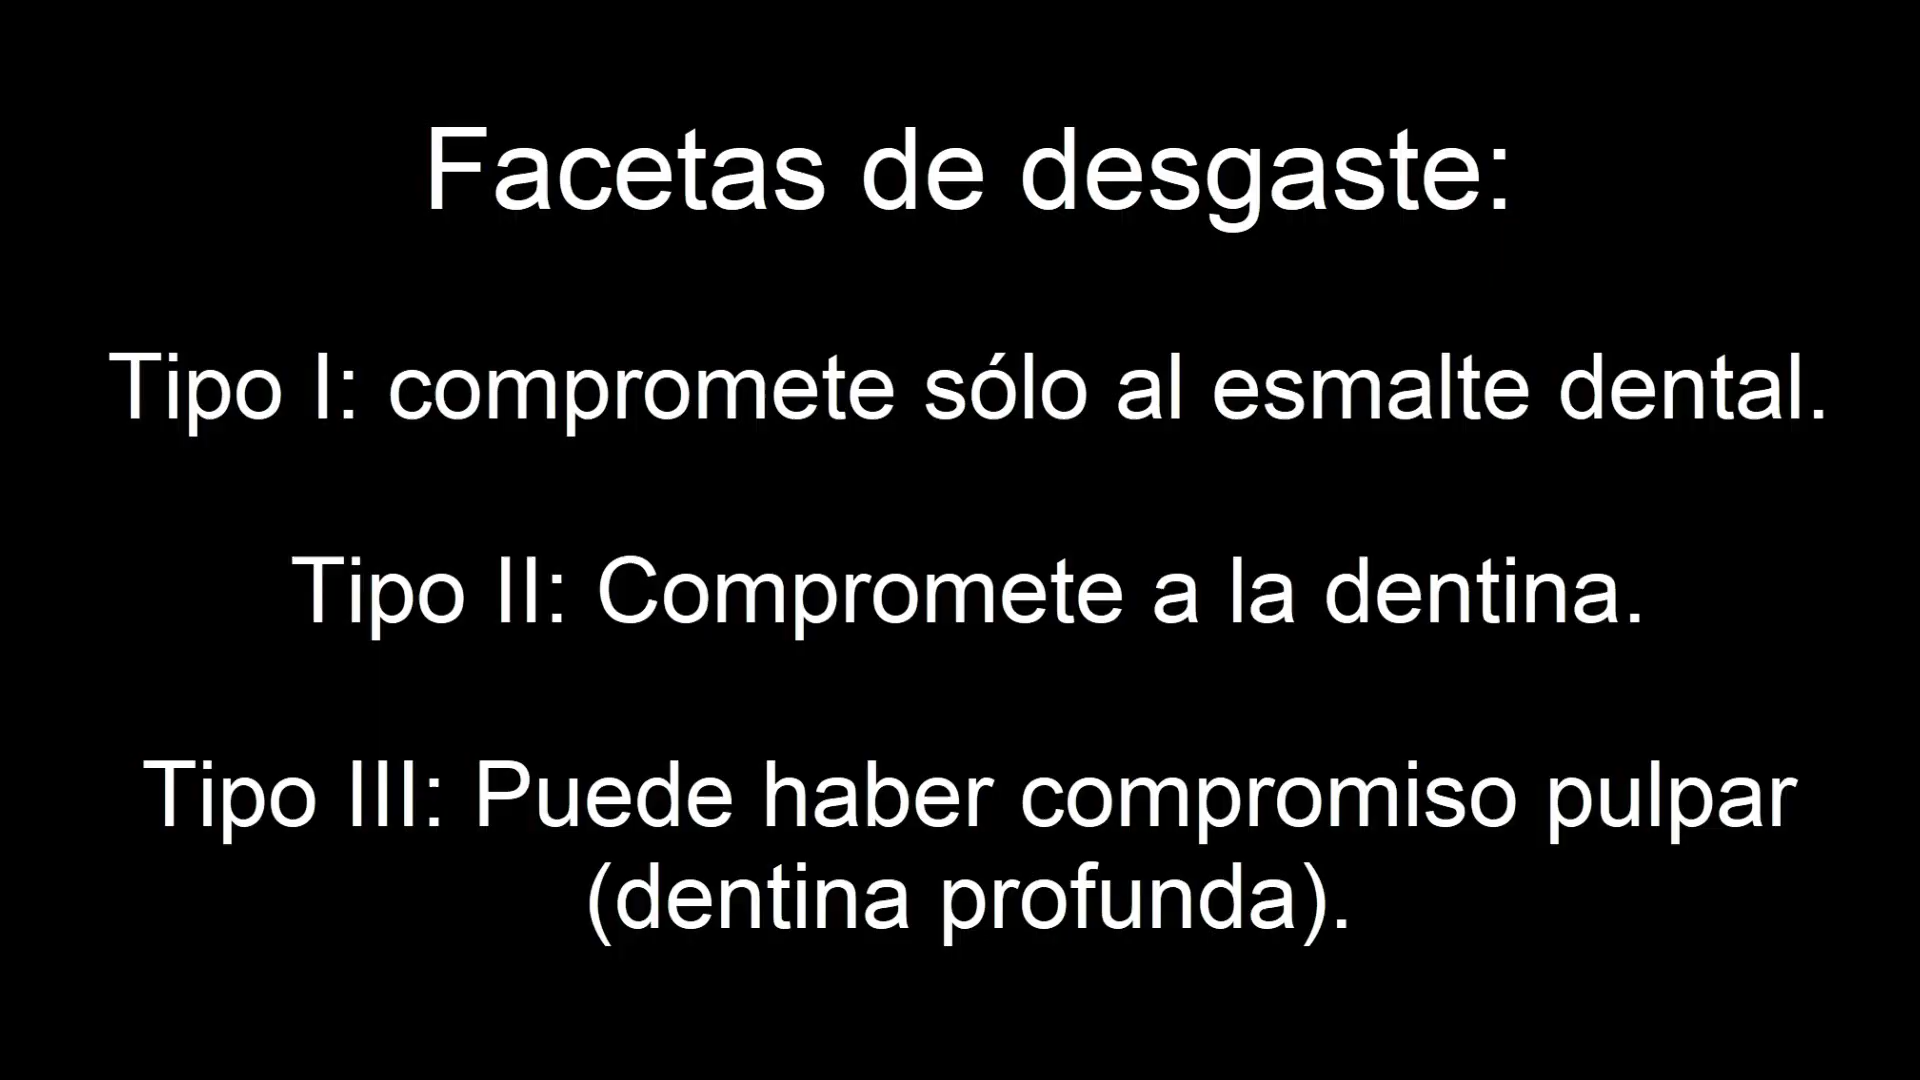 Facetas de desgaste:
Tipo I: compromete sólo al esmalte dental.
Tipo II: Compromete a la dentina.
Tipo III: Puede haber compromiso pulpar
(dentina profunda).